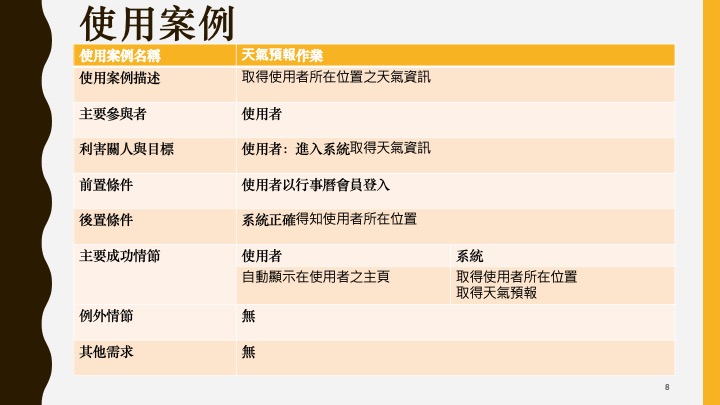 使用案例
使用案例名稱 天氣預報作業
使用案例描述 取得使用者所在位置之天氣資訊
主要參與者 使用者
利害關人與目標 使用者：進入系統取得天氣資訊
前置條件 使用者以行事曆會員登入
後置條件 系統正確得知使用者所在位置
主要成功情節 使用者 系統
自動顯示在使用者之主頁 取得使用者所在位置
取得天氣預報
例外情節 無
其他需求 無
8